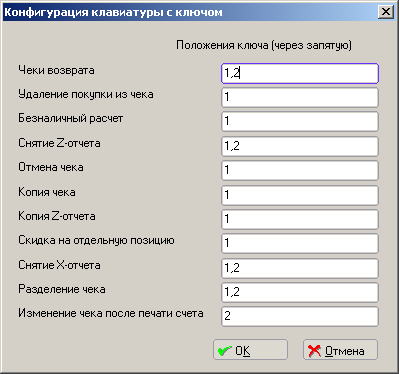 Конфигурация клавиатуры с ключом
Положения ключа (через запятую)
Чеки возврата 1,2
Удаление покупки из чека 1
Безналичный расчет 1
Снятие Z-отчета 1,2
Отмена чека 1
Копия чека 1
Копия Z-отчета 1
Скидка на отдельную позицию 1
Снятие X-отчета 1,2
Разделение чека 1,2
Изменение чека после печати счета 2
OK Отмена